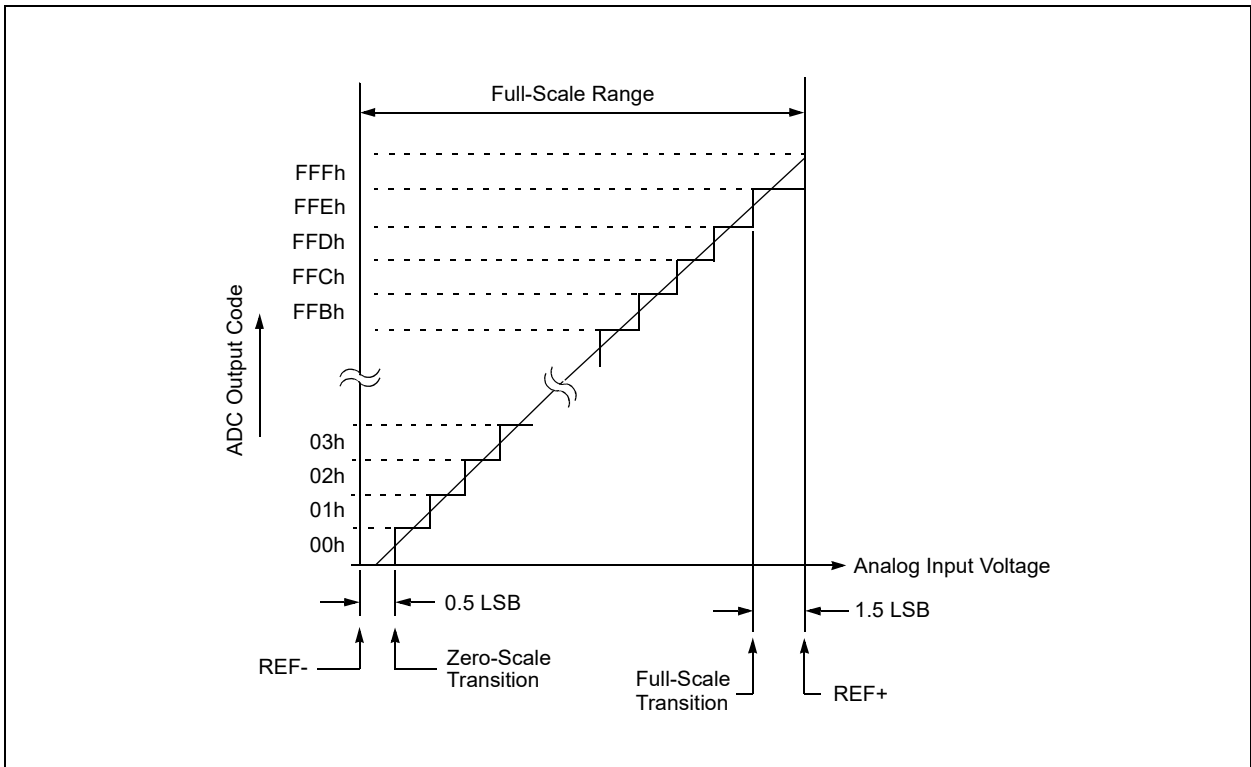 Full-Scale Range
FFFh
FFEh
FFDh
FFCh
FFBh
ADC Output Code
03h
02h
01h
00h
Analog Input Voltage
0.5 LSB
1.5 LSB
REF-
Zero-Scale
Transition
Full-Scale
Transition
REF+